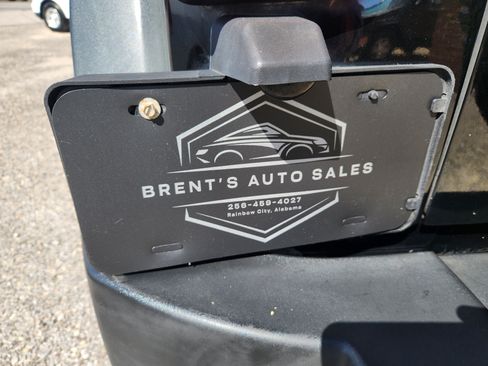 BRENT'S AUTO SALES
256-459-4027
Rainbow City, Alabama